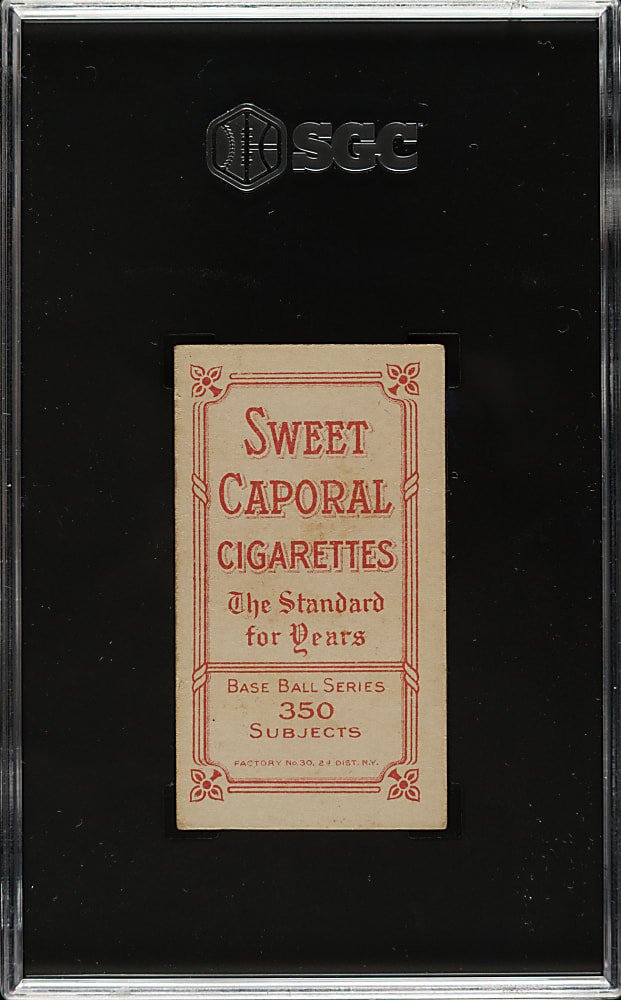 SGC
SWEET
CAPORAL
CIGARETTES
The Standard
for Years
BASE BALL SERIES
350
SUBJECTS
FACTORY No. 30, 2d DIST. N.Y.